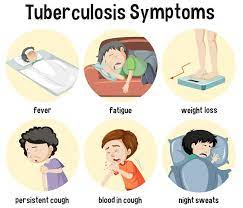 Tuberculosis Symptoms
fever
fatigue
weight loss
persistent cough
blood in cough
night sweats